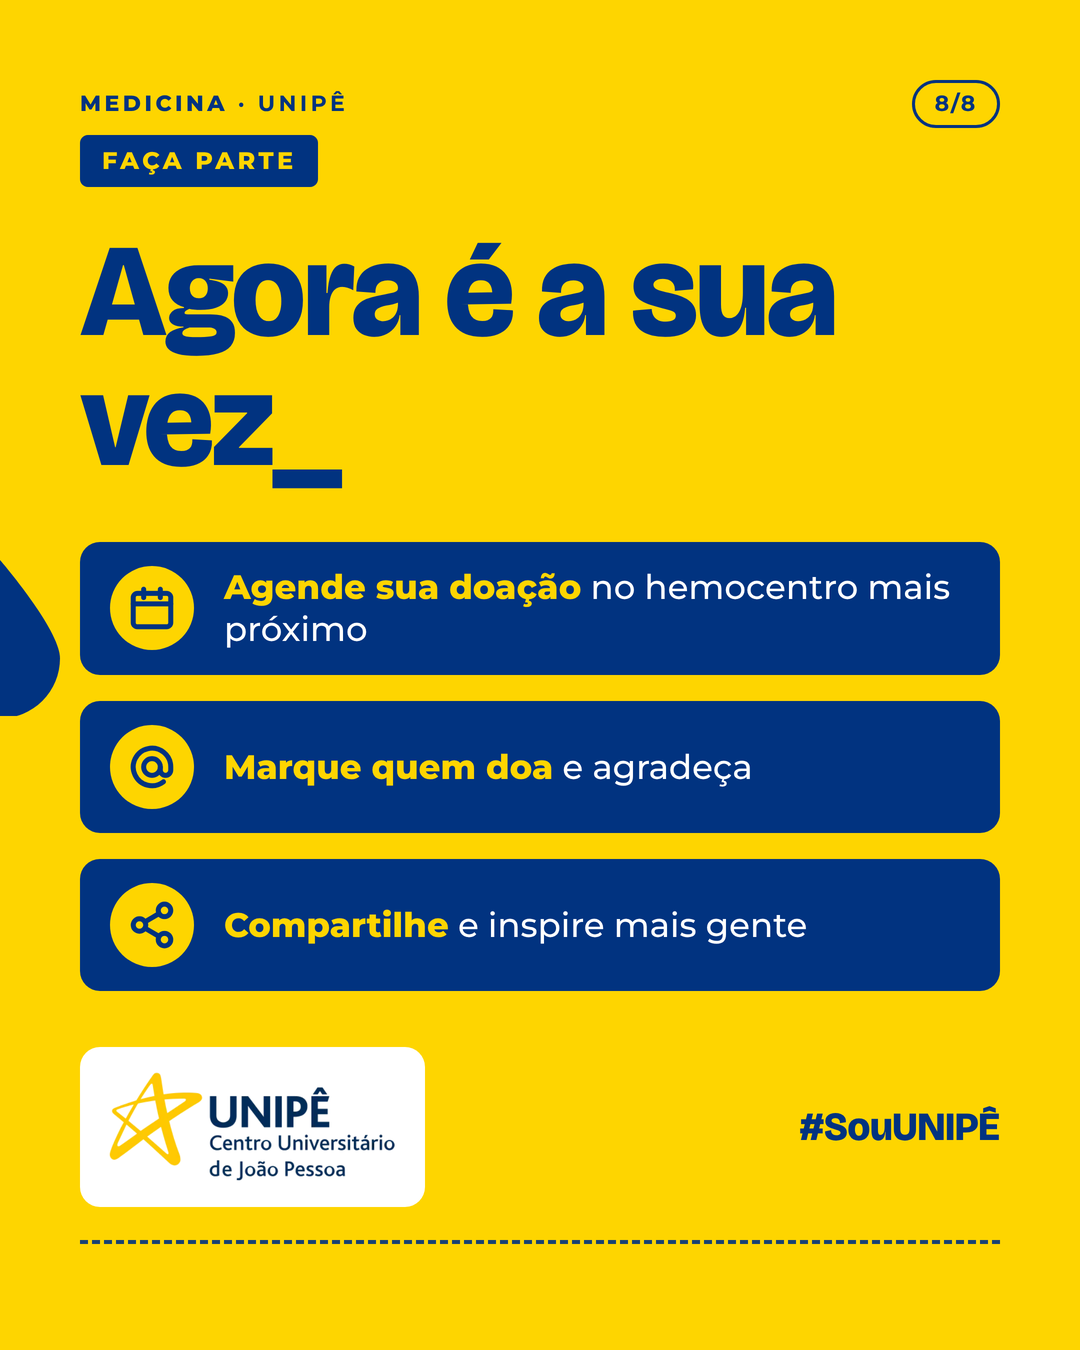 MEDICINA · UNIPÊ
8/8
FAÇA PARTE
Agora é a sua
vez_
Agende sua doação no hemocentro mais
próximo
Marque quem doa e agradeça
Compartilhe e inspire mais gente
UNIPÊ
Centro Universitário
de João Pessoa
#SouUNIPÊ